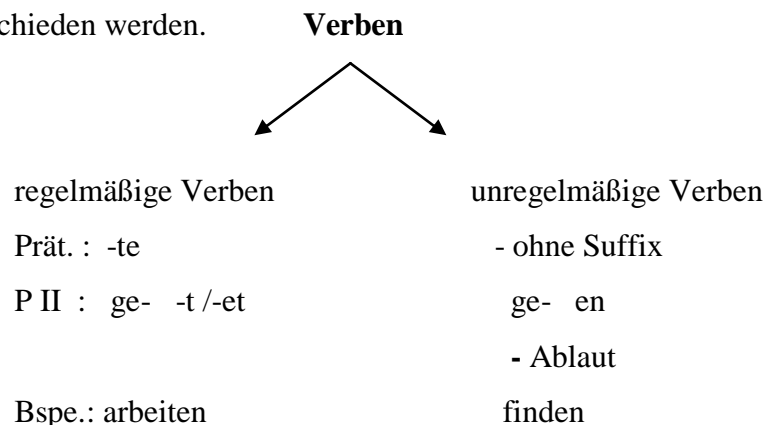 chieden werden. Verben
regelmäßige Verben unregelmäßige Verben
Prät. : -te - ohne Suffix
P II : ge- -t /-et ge- en
- Ablaut
Bspe.: arbeiten finden